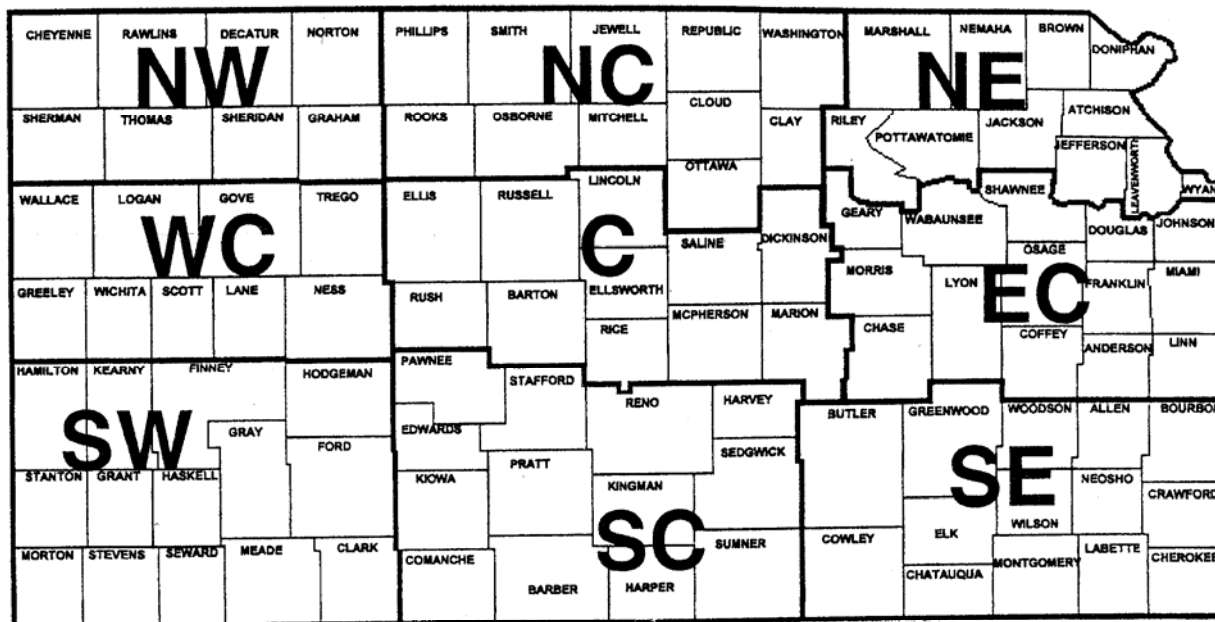 CHEYENNE RAWLINS DECATUR NORTON PHILLIPS SMITH JEWELL REPUBLIC WASHINGTON MARSHALL NEMAHA BROWN DONIPHAN
NW NC NE
SHERMAN THOMAS SHERIDAN GRAHAM ROOKS OSBORNE MITCHELL CLOUD CLAY RILEY POTTAWATOMIE JACKSON ATCHISON
JEFFERSON LEAVENWORTH WYAN
OTTAWA
WALLACE LOGAN GOVE TREGO ELLIS RUSSELL LINCOLN GEARY WABAUNSEE SHAWNEE DOUGLAS JOHNSON
WC C EC
SALINE DICKINSON OSAGE
GREELEY WICHITA SCOTT LANE NESS RUSH BARTON ELLSWORTH MORRIS LYON FRANKLIN MIAMI
RICE MCPHERSON MARION CHASE COFFEY ANDERSON LINN
HAMILTON KEARNY FINNEY HODGEMAN PAWNEE STAFFORD RENO HARVEY BUTLER GREENWOOD WOODSON ALLEN BOURBON
SW SC SE
GRAY FORD EDWARDS SEDGWICK
STANTON GRANT HASKELL KIOWA PRATT KINGMAN WILSON NEOSHO CRAWFORD
MORTON STEVENS SEWARD MEADE CLARK COMANCHE BARBER HARPER SUMNER COWLEY ELK CHATAUQUA MONTGOMERY LABETTE CHEROKEE